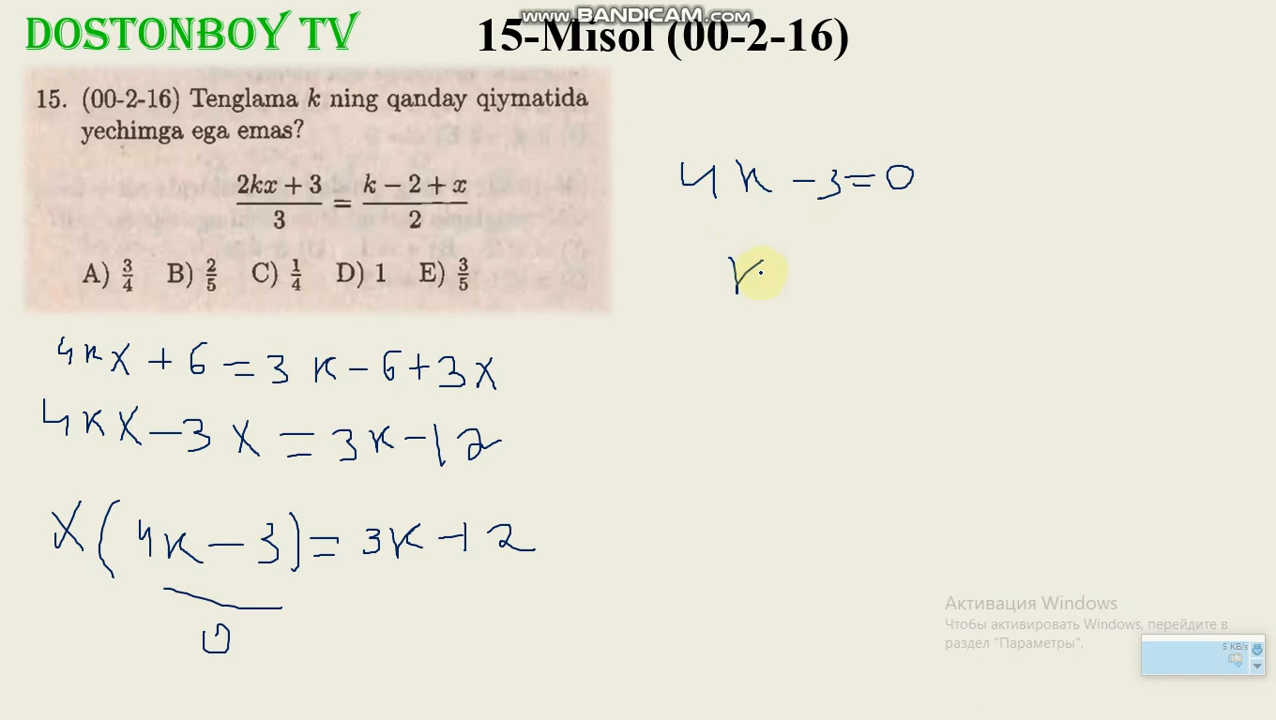 www.BANDICAM.com
DOSTONBOY TV
15-Misol (00-2-16)
15. (00-2-16) Tenglama k ning qanday qiymatida
yechimga ega emas?
2kx + 3 / 3 = k − 2 + x / 2
A) 3/4 B) 2/5 C) 1/4 D) 1 E) 3/5
4k − 3 = 0
k
4kx + 6 = 3k − 6 + 3x
4kx − 3x = 3k − 12
x(4k − 3) = 3k − 12
0
Активация Windows
Чтобы активировать Windows, перейдите в
раздел "Параметры".
5 KB/s